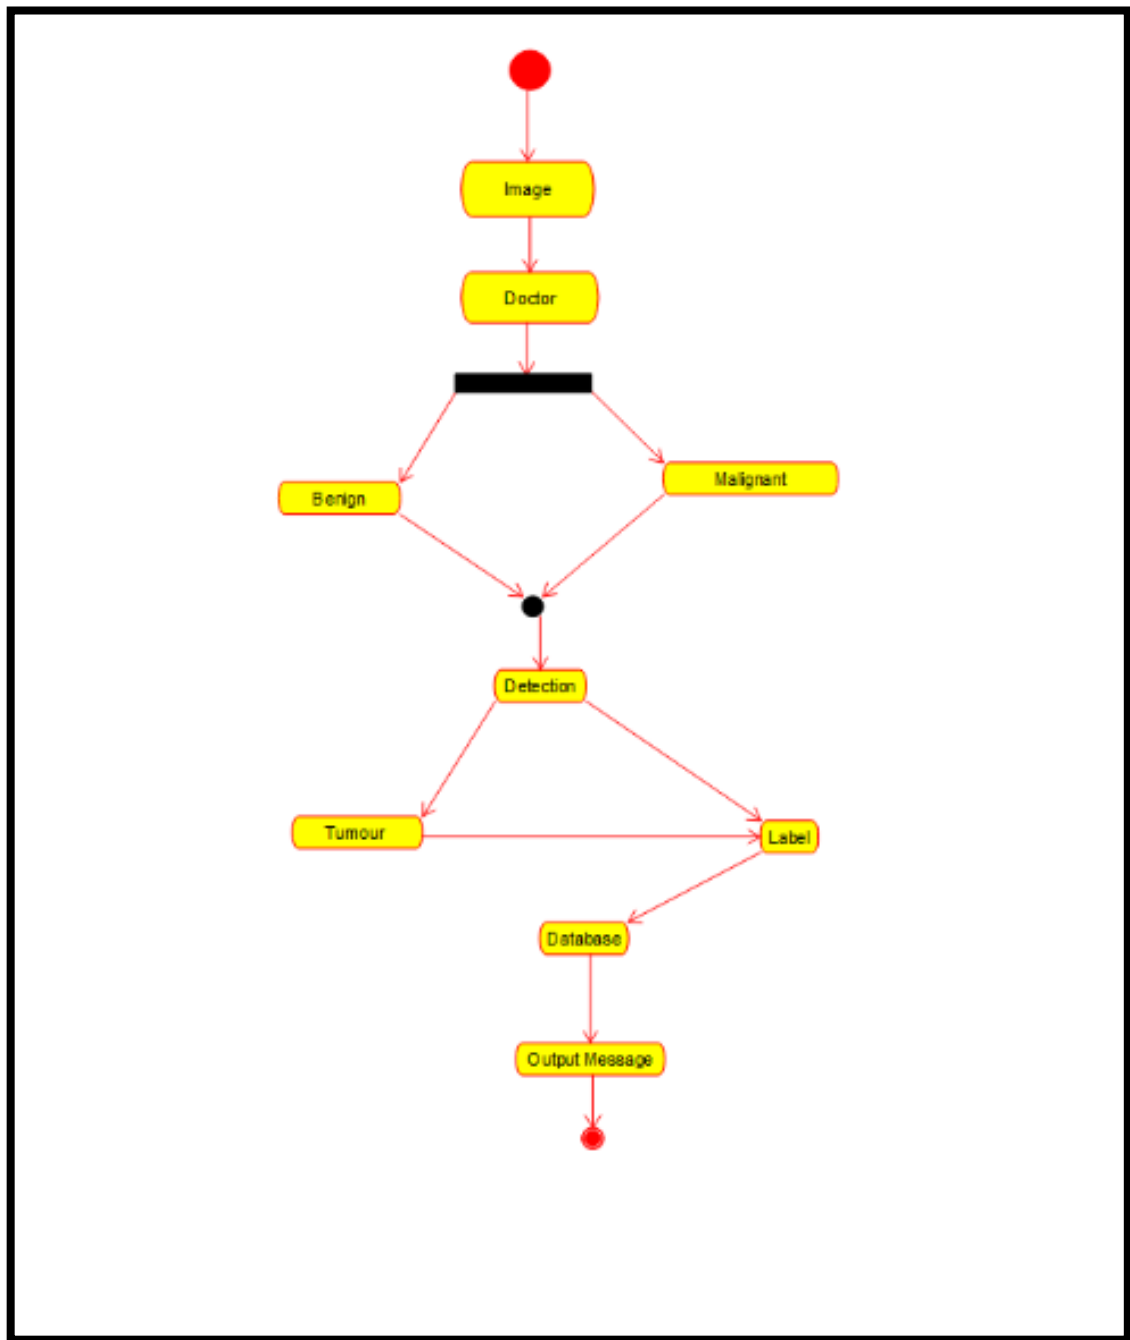 Image
Doctor
Malignant
Benign
Detection
Tumour
Label
Database
Output Message